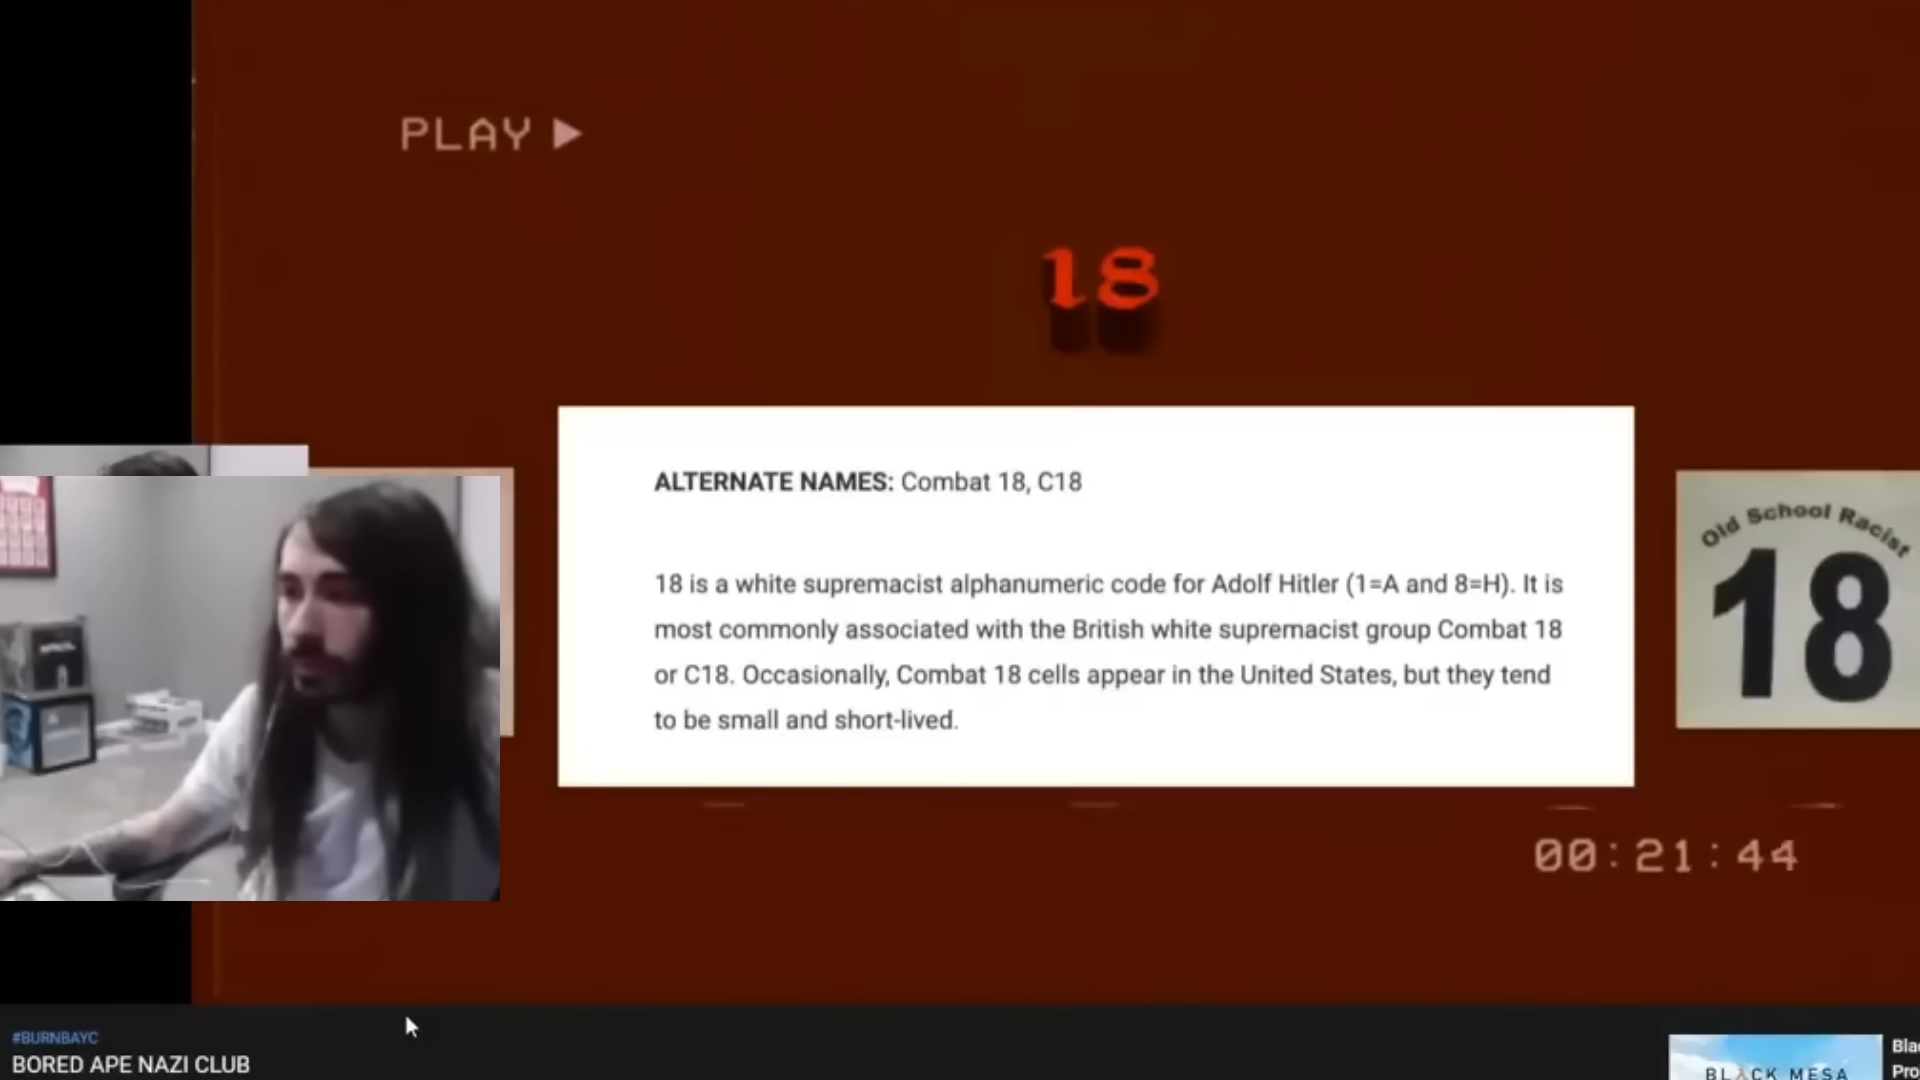 PLAY
18
ALTERNATE NAMES: Combat 18, C18
18 is a white supremacist alphanumeric code for Adolf Hitler (1=A and 8=H). It is
most commonly associated with the British white supremacist group Combat 18
or C18. Occasionally, Combat 18 cells appear in the United States, but they tend
to be small and short-lived.
Old School Racist
18
00:21:44
#BURNBAYC
BORED APE NAZI CLUB
BLACK MESA